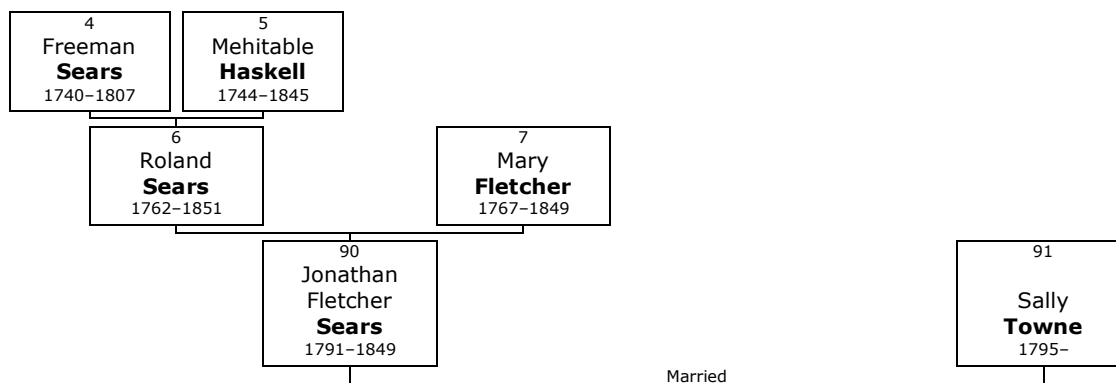 4
Freeman
Sears
1740–1807
5
Mehitable
Haskell
1744–1845
6
Roland
Sears
1762–1851
7
Mary
Fletcher
1767–1849
90
Jonathan
Fletcher
Sears
1791–1849
91
Sally
Towne
1795–
Married